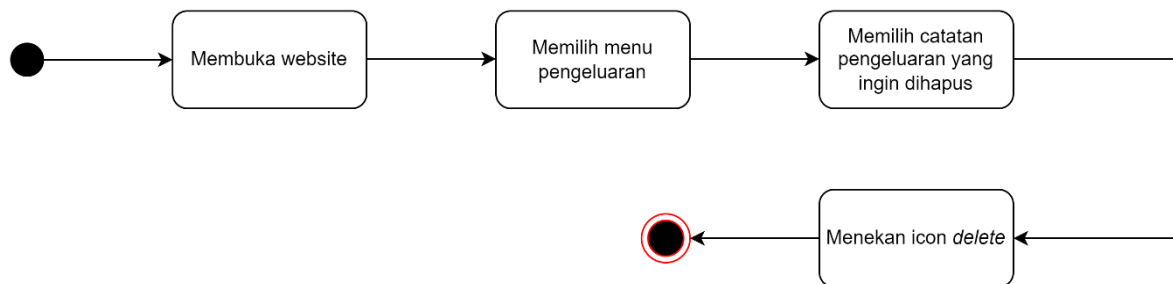 Membuka website
Memilih menu
pengeluaran
Memilih catatan
pengeluaran yang
ingin dihapus
Menekan icon delete